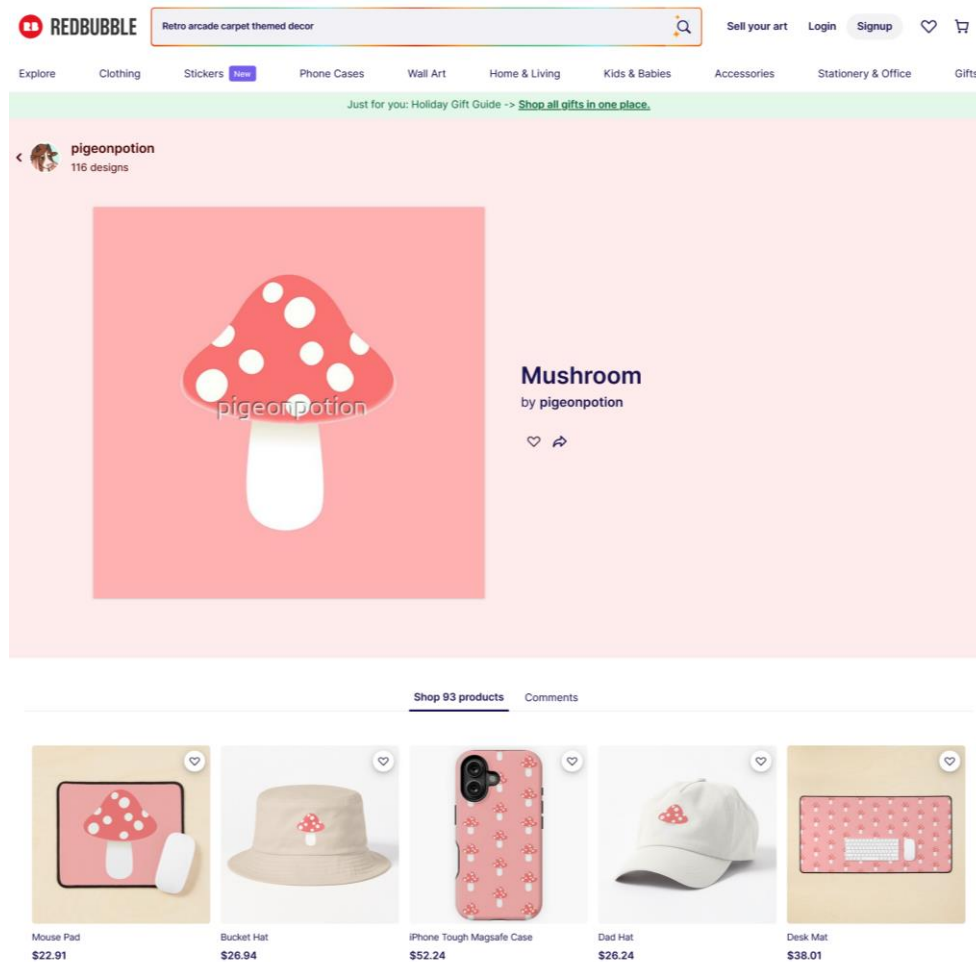 RB REDBUBBLE
Retro arcade carpet themed decor
Sell your art Login Signup
Explore Clothing Stickers New Phone Cases Wall Art Home & Living Kids & Babies Accessories Stationery & Office Gifts
Just for you: Holiday Gift Guide -> Shop all gifts in one place.
pigeonpotion
116 designs
pigeonpotion
Mushroom
by pigeonpotion
Shop 93 products Comments
Mouse Pad Bucket Hat iPhone Tough Magsafe Case Dad Hat Desk Mat
$22.91 $26.94 $52.24 $26.24 $38.01